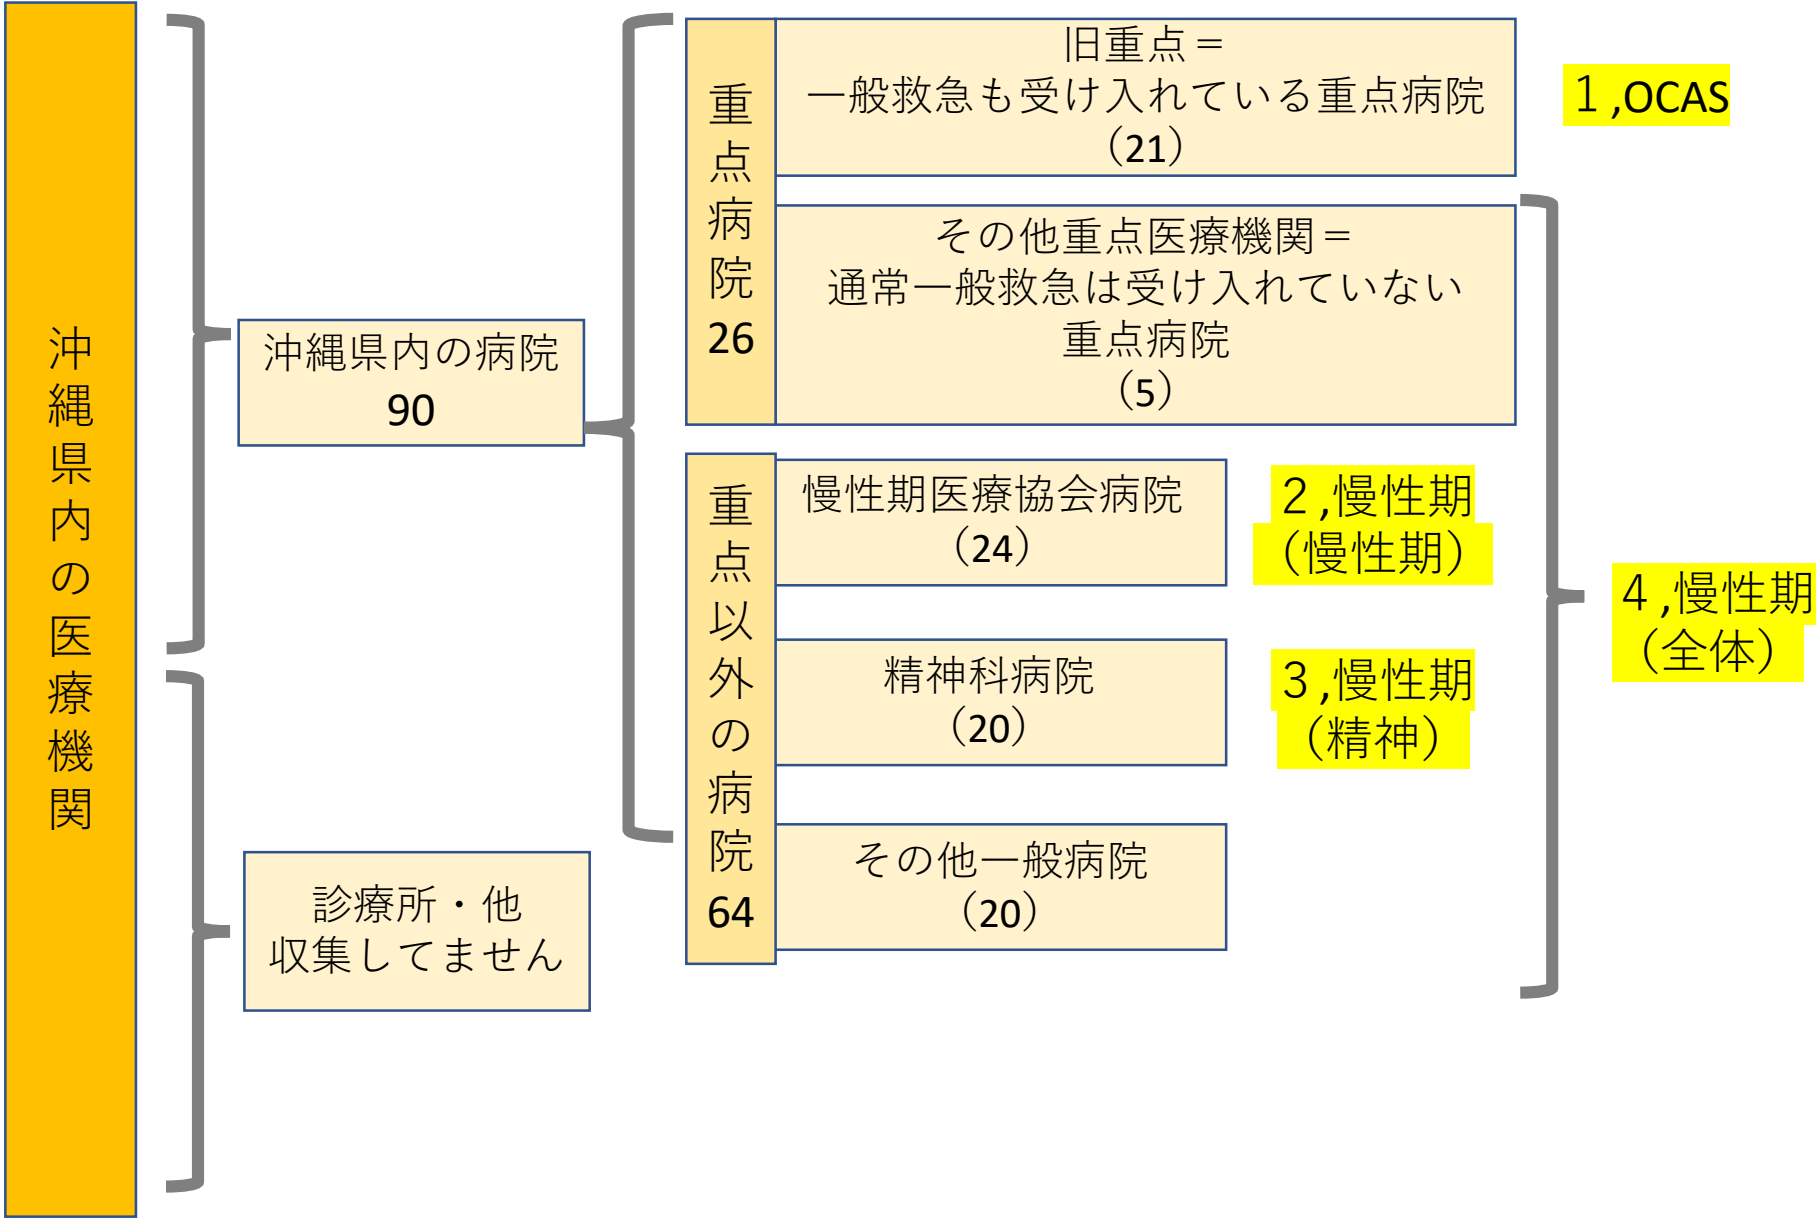 沖縄県内の医療機関
沖縄県内の病院
90
診療所・他
収集してません
重点病院
26
旧重点＝
一般救急も受け入れている重点病院
（21）
その他重点医療機関＝
通常一般救急は受け入れていない
重点病院
（5）
重点以外の病院
64
慢性期医療協会病院
（24）
精神科病院
（20）
その他一般病院
（20）
１,OCAS
２,慢性期
（慢性期）
３,慢性期
（精神）
４,慢性期
（全体）